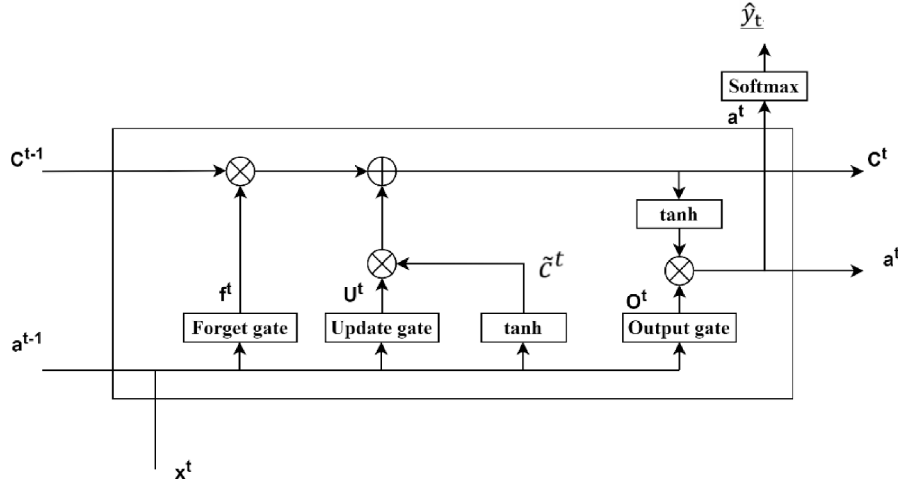 ŷₜ
Softmax
aᵗ
Cᵗ⁻¹
Cᵗ
tanh
c̃ᵗ
aᵗ
fᵗ
Uᵗ
Oᵗ
Forget gate
Update gate
tanh
Output gate
aᵗ⁻¹
xᵗ